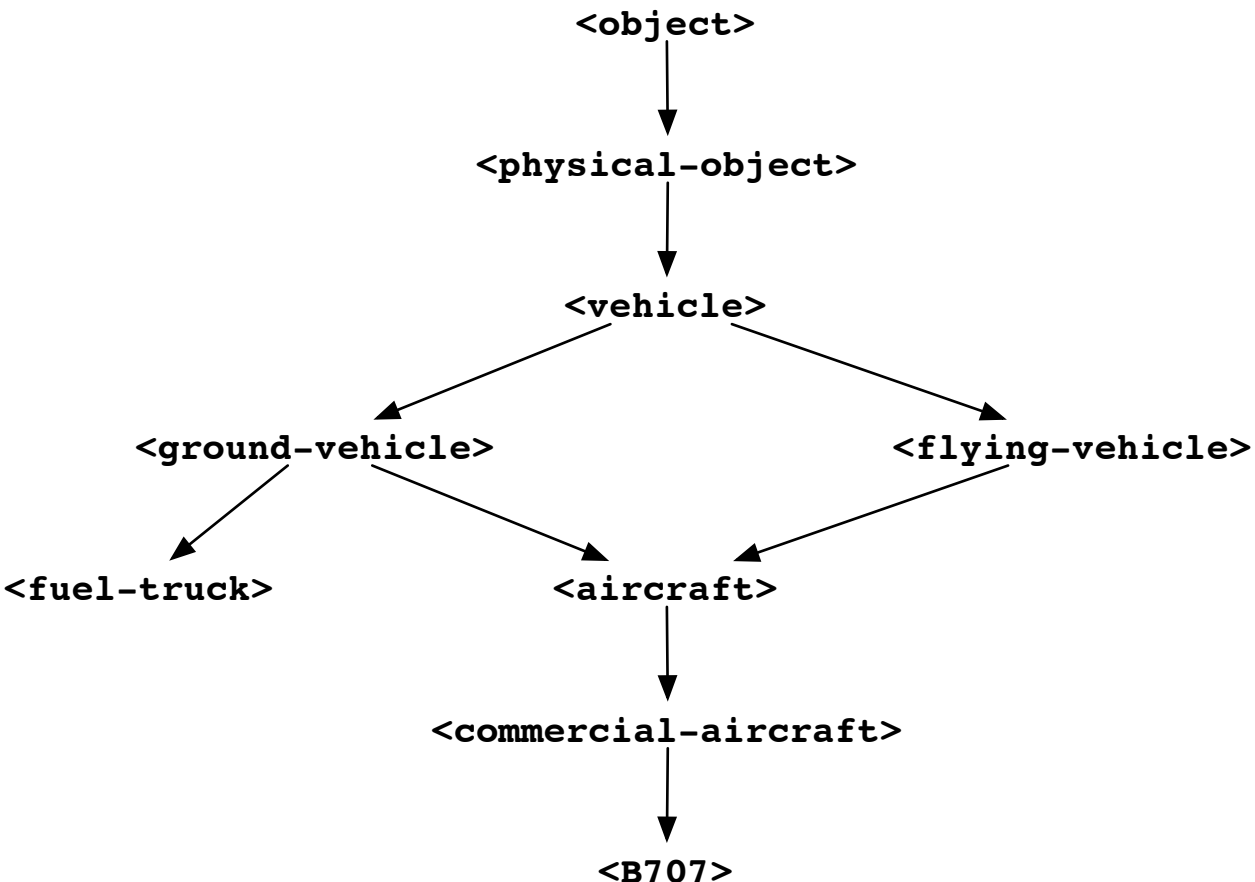 <object>
<physical-object>
<vehicle>
<ground-vehicle>
<flying-vehicle>
<fuel-truck>
<aircraft>
<commercial-aircraft>
<B707>